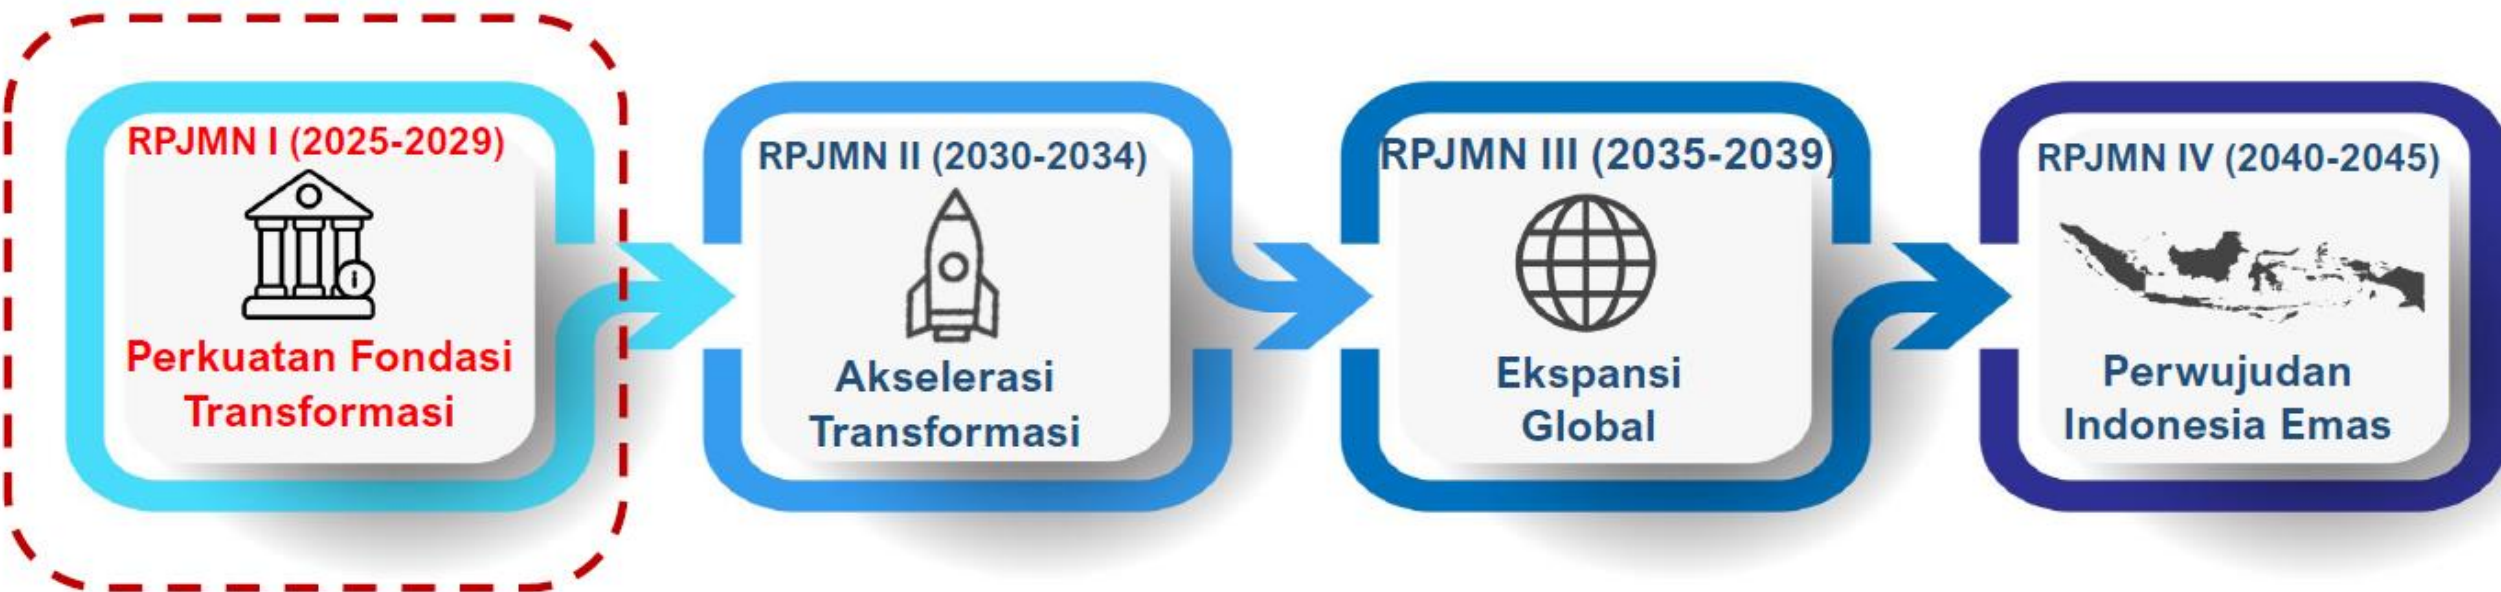 RPJMN I (2025-2029)
Perkuatan Fondasi
Transformasi
RPJMN II (2030-2034)
Akselerasi
Transformasi
RPJMN III (2035-2039)
Ekspansi
Global
RPJMN IV (2040-2045)
Perwujudan
Indonesia Emas